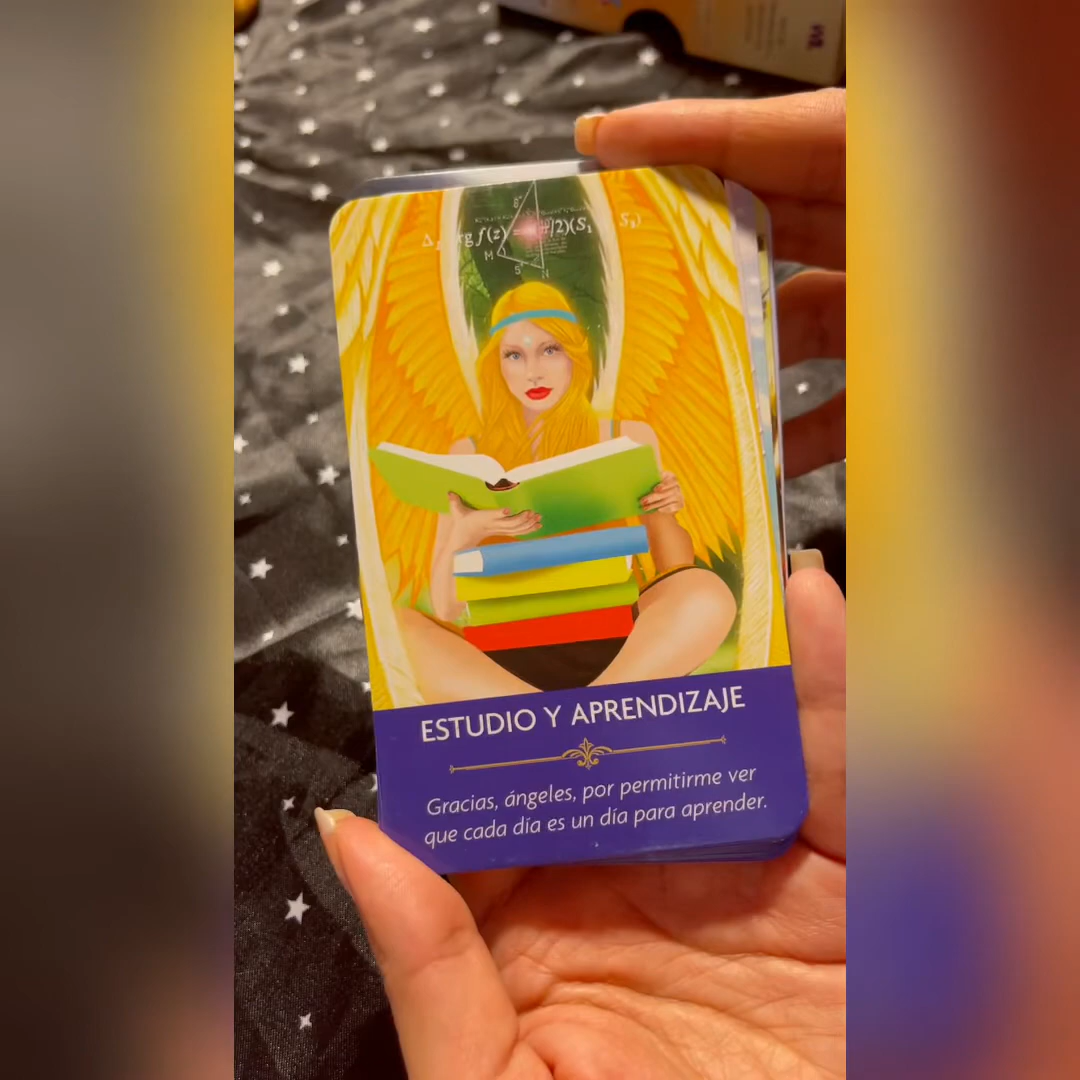 ESTUDIO Y APRENDIZAJE
Gracias, ángeles, por permitirme ver
que cada día es un día para aprender.